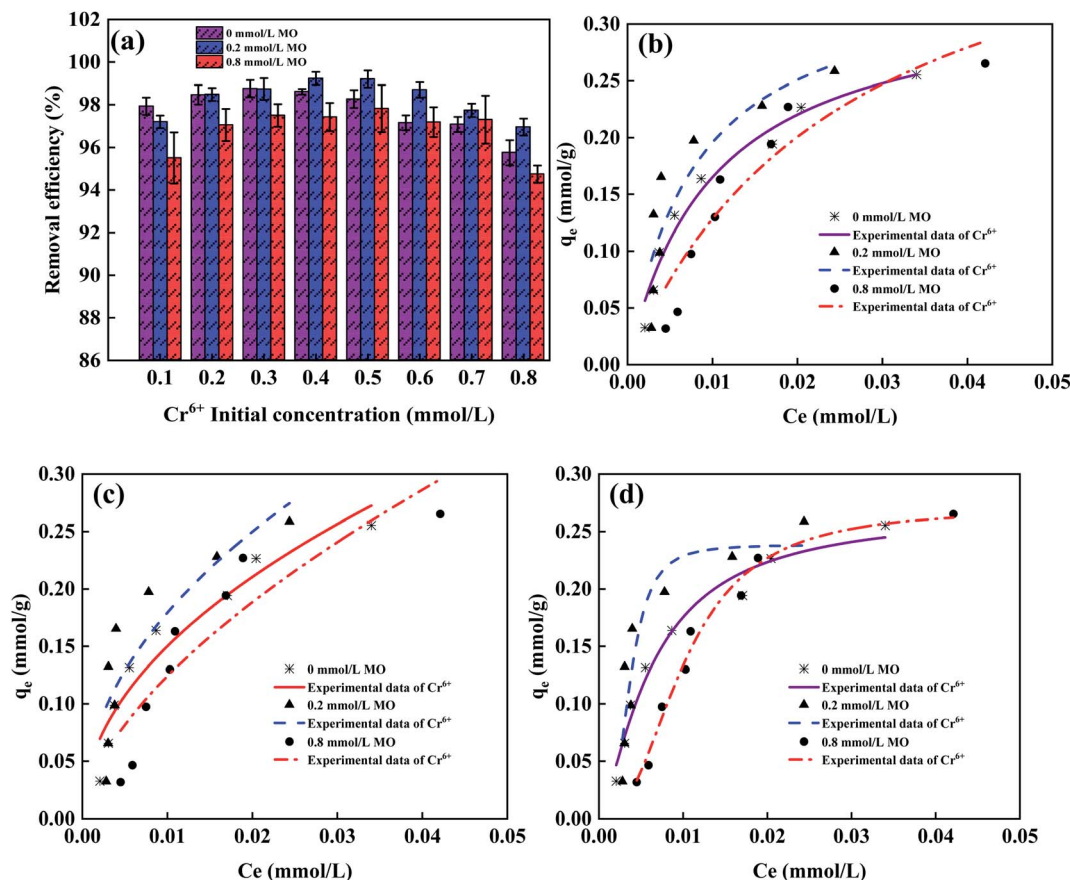 (a)
0 mmol/L MO
0.2 mmol/L MO
0.8 mmol/L MO
102
100
98
96
94
92
90
88
86
Removal efficiency (%)
0.1 0.2 0.3 0.4 0.5 0.6 0.7 0.8
Cr⁶⁺ Initial concentration (mmol/L)
(b)
0.30
0.25
0.20
0.15
0.10
0.05
0.00
qₑ (mmol/g)
0 mmol/L MO
Experimental data of Cr⁶⁺
0.2 mmol/L MO
Experimental data of Cr⁶⁺
0.8 mmol/L MO
Experimental data of Cr⁶⁺
0.00 0.01 0.02 0.03 0.04 0.05
Ce (mmol/L)
(c)
0.30
0.25
0.20
0.15
0.10
0.05
0.00
qₑ (mmol/g)
0 mmol/L MO
Experimental data of Cr⁶⁺
0.2 mmol/L MO
Experimental data of Cr⁶⁺
0.8 mmol/L MO
Experimental data of Cr⁶⁺
0.00 0.01 0.02 0.03 0.04 0.05
Ce (mmol/L)
(d)
0.30
0.25
0.20
0.15
0.10
0.05
0.00
qₑ (mmol/g)
0 mmol/L MO
Experimental data of Cr⁶⁺
0.2 mmol/L MO
Experimental data of Cr⁶⁺
0.8 mmol/L MO
Experimental data of Cr⁶⁺
0.00 0.01 0.02 0.03 0.04 0.05
Ce (mmol/L)